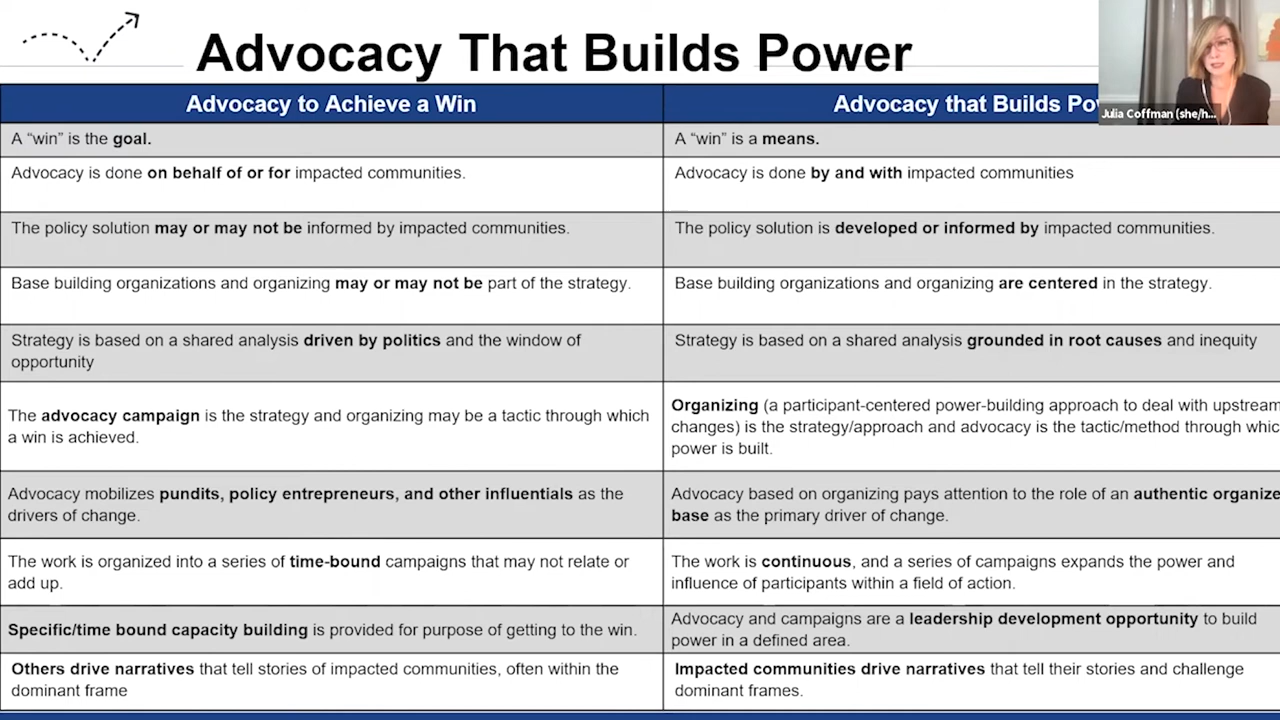 Advocacy That Builds Power
Advocacy to Achieve a Win
Advocacy that Builds Po
Julia Coffman (she/h...
A “win” is the goal.
A “win” is a means.
Advocacy is done on behalf of or for impacted communities.
Advocacy is done by and with impacted communities
The policy solution may or may not be informed by impacted communities.
The policy solution is developed or informed by impacted communities.
Base building organizations and organizing may or may not be part of the strategy.
Base building organizations and organizing are centered in the strategy.
Strategy is based on a shared analysis driven by politics and the window of
opportunity
Strategy is based on a shared analysis grounded in root causes and inequity
The advocacy campaign is the strategy and organizing may be a tactic through which
a win is achieved.
Organizing (a participant-centered power-building approach to deal with upstream
changes) is the strategy/approach and advocacy is the tactic/method through whic
power is built.
Advocacy mobilizes pundits, policy entrepreneurs, and other influentials as the
drivers of change.
Advocacy based on organizing pays attention to the role of an authentic organize
base as the primary driver of change.
The work is organized into a series of time-bound campaigns that may not relate or
add up.
The work is continuous, and a series of campaigns expands the power and
influence of participants within a field of action.
Specific/time bound capacity building is provided for purpose of getting to the win.
Advocacy and campaigns are a leadership development opportunity to build
power in a defined area.
Others drive narratives that tell stories of impacted communities, often within the
dominant frame
Impacted communities drive narratives that tell their stories and challenge
dominant frames.